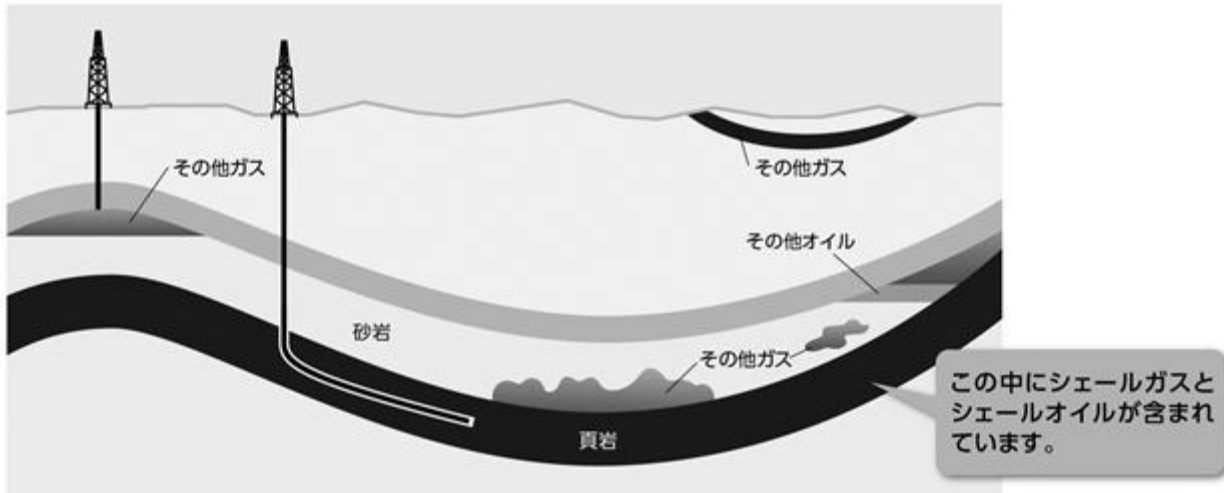 その他ガス
その他ガス
その他オイル
砂岩
その他ガス
頁岩
この中にシェールガスと
シェールオイルが含まれ
ています。